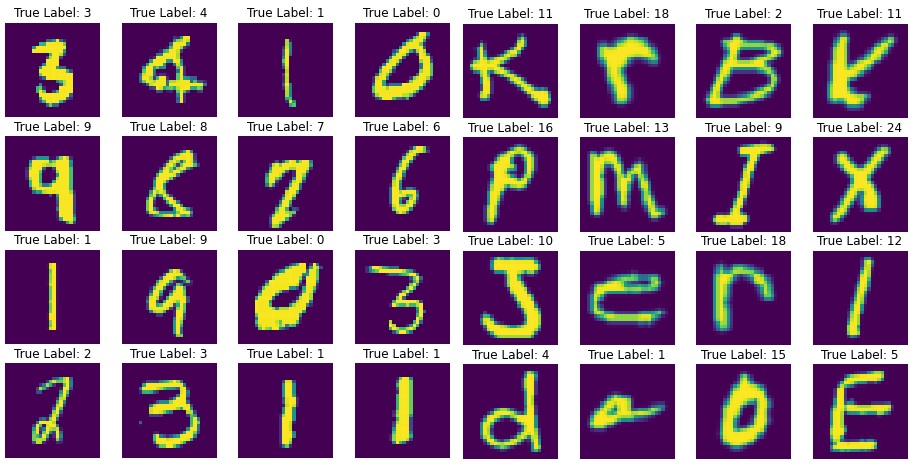 True Label: 3 True Label: 4 True Label: 1 True Label: 0 True Label: 11 True Label: 18 True Label: 2 True Label: 11
3 4 1 0 K r B k
True Label: 9 True Label: 8 True Label: 7 True Label: 6 True Label: 16 True Label: 13 True Label: 9 True Label: 24
9 8 7 6 p m I X
True Label: 1 True Label: 9 True Label: 0 True Label: 3 True Label: 10 True Label: 5 True Label: 18 True Label: 12
1 9 0 3 J e r l
True Label: 2 True Label: 3 True Label: 1 True Label: 1 True Label: 4 True Label: 1 True Label: 15 True Label: 5
2 3 1 1 d a O E